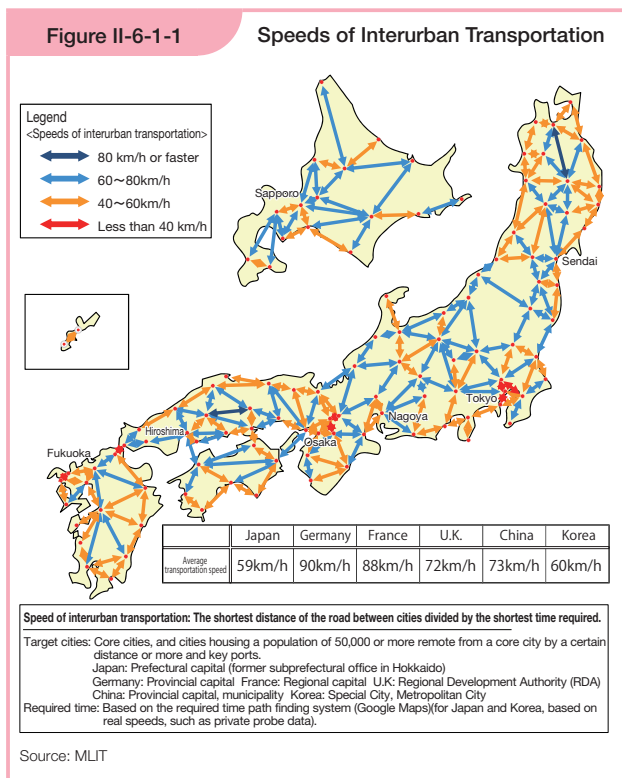 Figure II-6-1-1
Speeds of Interurban Transportation
Legend
<Speeds of interurban transportation>
80 km/h or faster
60～80km/h
40～60km/h
Less than 40 km/h
Sapporo
Sendai
Tokyo
Nagoya
Osaka
Hiroshima
Fukuoka
Japan Germany France U.K. China Korea
Average
transportation speed 59km/h 90km/h 88km/h 72km/h 73km/h 60km/h
Speed of interurban transportation: The shortest distance of the road between cities divided by the shortest time required.
Target cities: Core cities, and cities housing a population of 50,000 or more remote from a core city by a certain
distance or more and key ports.
Japan: Prefectural capital (former subprefectural office in Hokkaido)
Germany: Provincial capital France: Regional capital U.K: Regional Development Authority (RDA)
China: Provincial capital, municipality Korea: Special City, Metropolitan City
Required time: Based on the required time path finding system (Google Maps)(for Japan and Korea, based on
real speeds, such as private probe data).
Source: MLIT